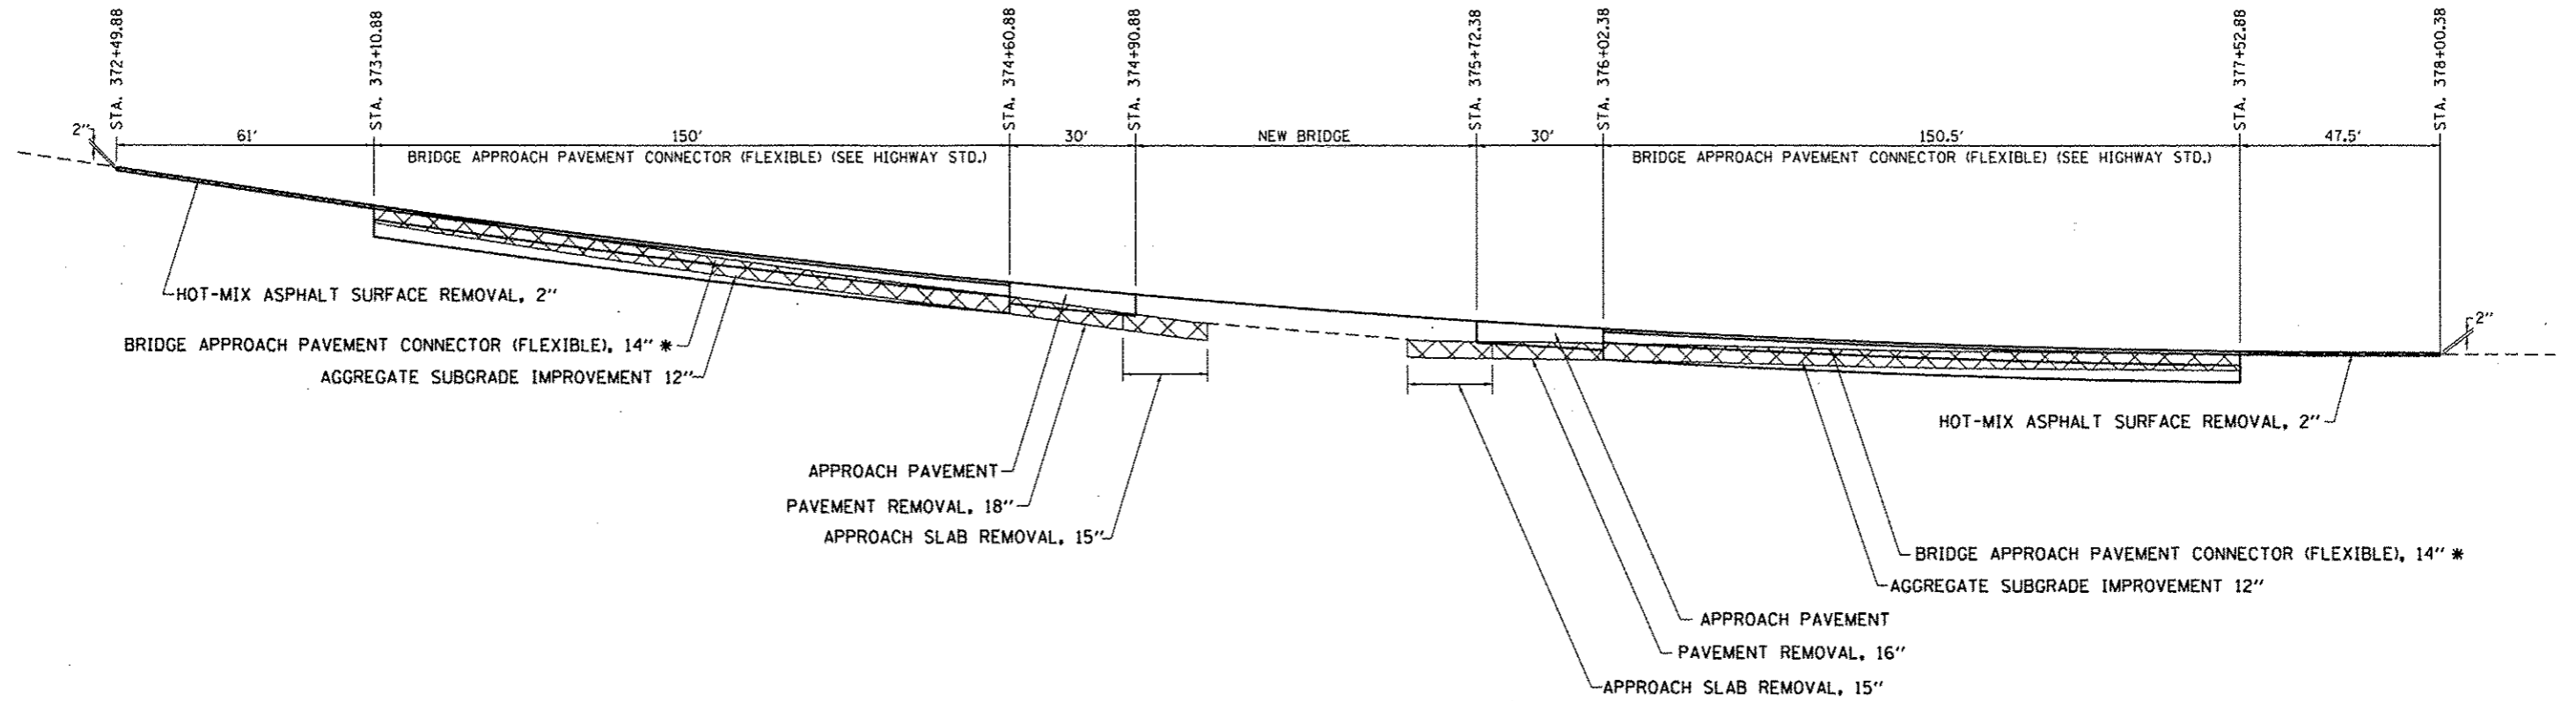 STA. 372+49.88
STA. 373+10.88
STA. 374+60.88
STA. 374+90.88
STA. 375+72.38
STA. 376+02.38
STA. 377+52.88
STA. 378+00.38
2"
61'
150'
30'
NEW BRIDGE
30'
150.5'
47.5'
BRIDGE APPROACH PAVEMENT CONNECTOR (FLEXIBLE) (SEE HIGHWAY STD.)
BRIDGE APPROACH PAVEMENT CONNECTOR (FLEXIBLE) (SEE HIGHWAY STD.)
HOT-MIX ASPHALT SURFACE REMOVAL, 2"
2"
BRIDGE APPROACH PAVEMENT CONNECTOR (FLEXIBLE), 14" *
AGGREGATE SUBGRADE IMPROVEMENT 12"
HOT-MIX ASPHALT SURFACE REMOVAL, 2"
APPROACH PAVEMENT
PAVEMENT REMOVAL, 18"
APPROACH SLAB REMOVAL, 15"
BRIDGE APPROACH PAVEMENT CONNECTOR (FLEXIBLE), 14" *
AGGREGATE SUBGRADE IMPROVEMENT 12"
APPROACH PAVEMENT
PAVEMENT REMOVAL, 16"
APPROACH SLAB REMOVAL, 15"